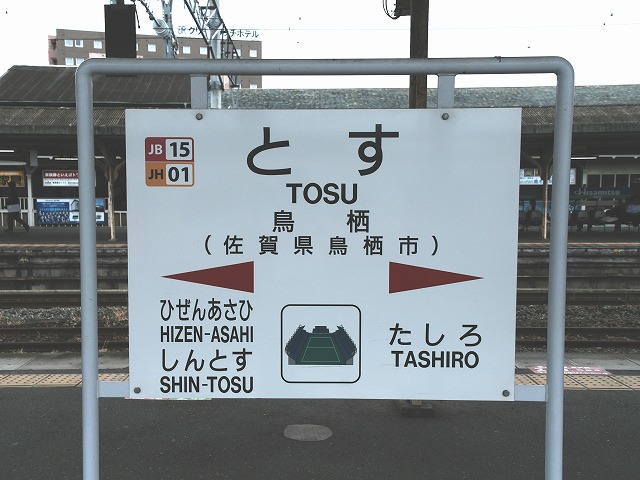 JB 15
JH 01
とす
TOSU
鳥栖
(佐賀県鳥栖市)
ひぜんあさひ
HIZEN-ASAHI
しんとす
SHIN-TOSU
たしろ
TASHIRO